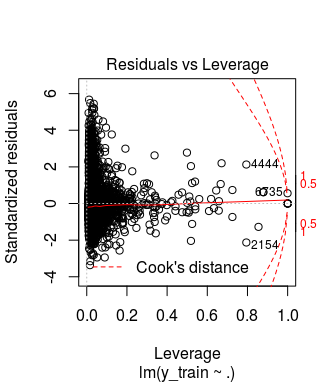 Residuals vs Leverage
Standardized residuals
6
4
2
0
-2
-4
4444
6735
2154
1
0.5
0.5
1
Cook's distance
0.0 0.2 0.4 0.6 0.8 1.0
Leverage
lm(y_train ~ .)